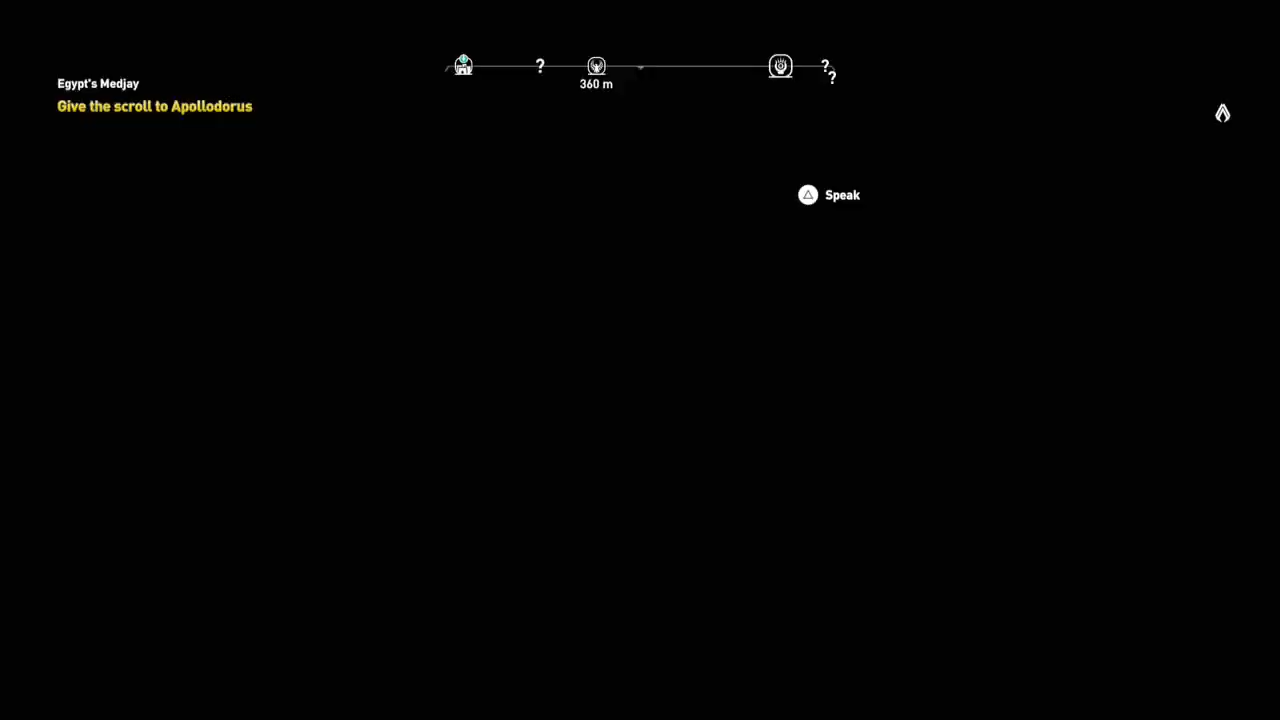 ? 
? 
?
360 m
Egypt's Medjay
Give the scroll to Apollodorus
Speak